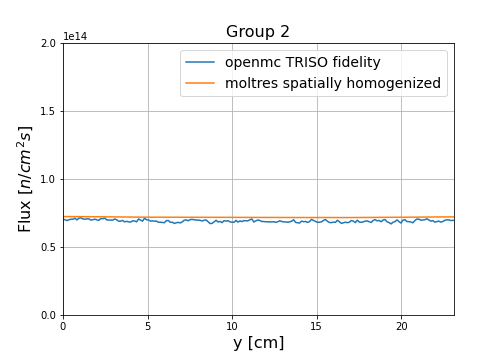 Group 2
1e14
2.0
openmc TRISO fidelity
moltres spatially homogenized
1.5
Flux [n/cm²s]
1.0
0.5
0.0
0 5 10 15 20
y [cm]